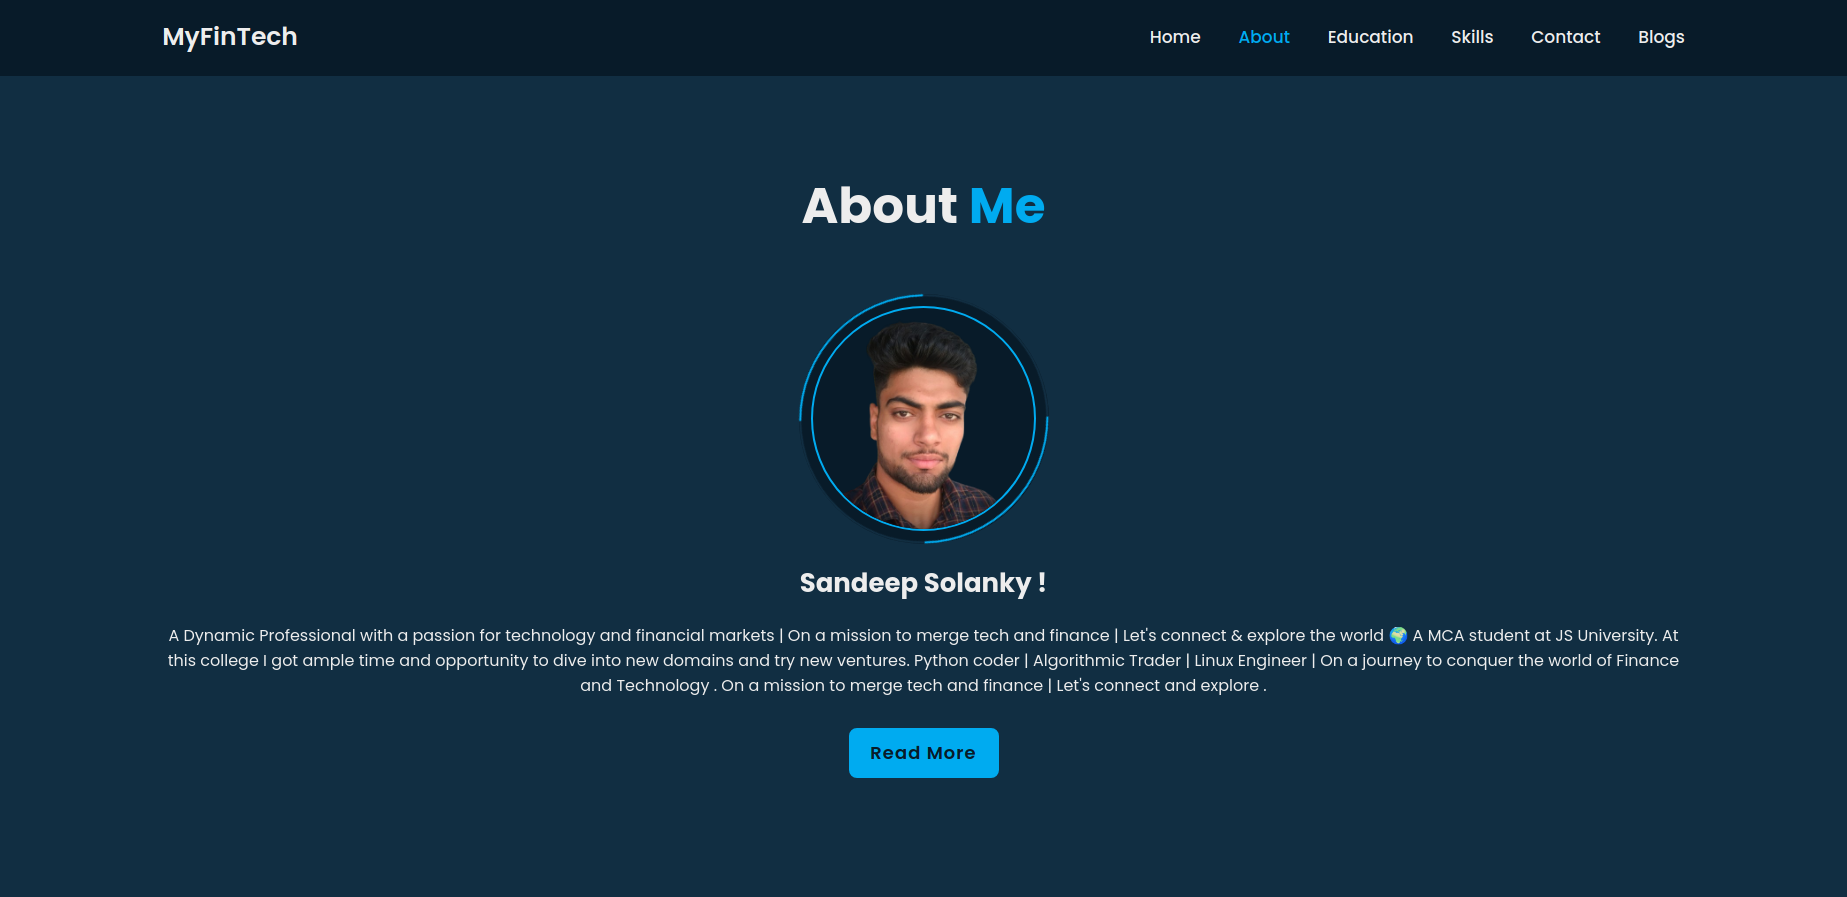 MyFinTech
Home About Education Skills Contact Blogs
About Me
Sandeep Solanky !
A Dynamic Professional with a passion for technology and financial markets | On a mission to merge tech and finance | Let's connect & explore the world 🌍 A MCA student at JS University. At
this college I got ample time and opportunity to dive into new domains and try new ventures. Python coder | Algorithmic Trader | Linux Engineer | On a journey to conquer the world of Finance
and Technology . On a mission to merge tech and finance | Let's connect and explore .
Read More